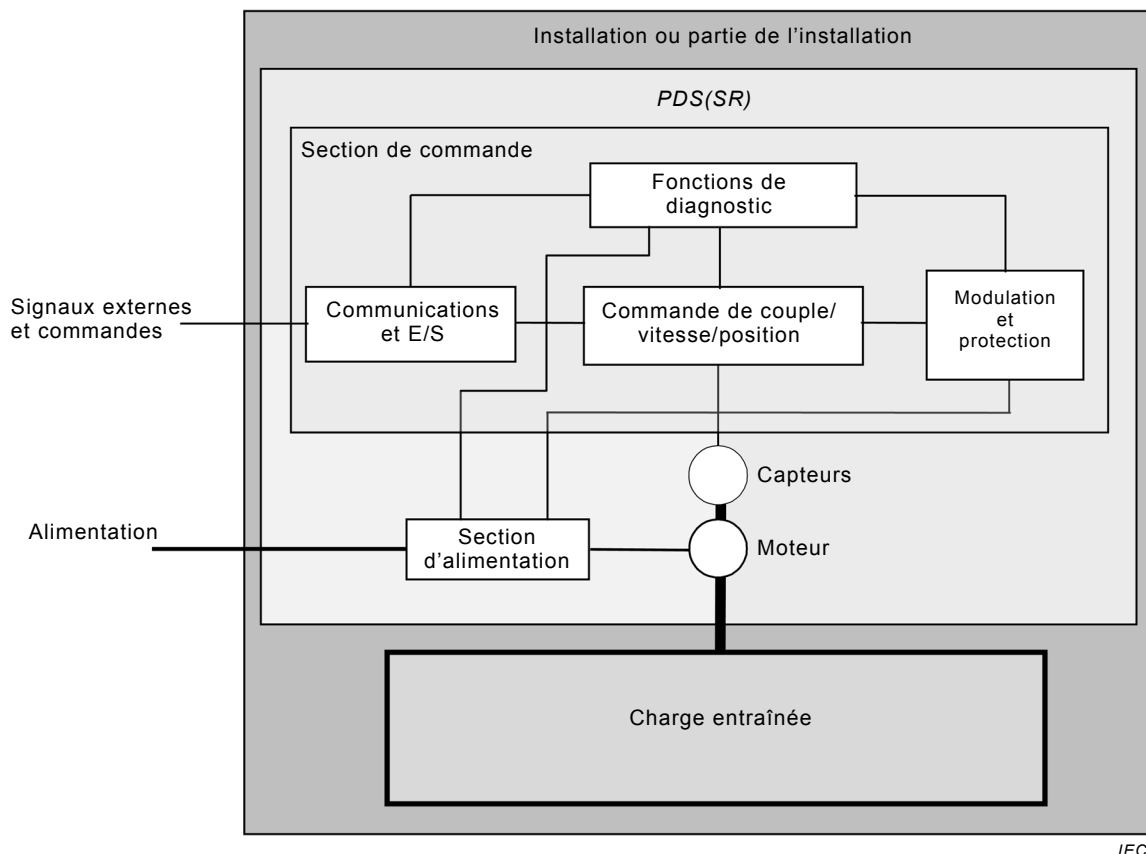 Installation ou partie de l'installation
PDS(SR)
Section de commande
Fonctions de
diagnostic
Signaux externes
et commandes
Communications
et E/S
Commande de couple/
vitesse/position
Modulation
et
protection
Capteurs
Alimentation
Section
d'alimentation
Moteur
Charge entraînée
IEC